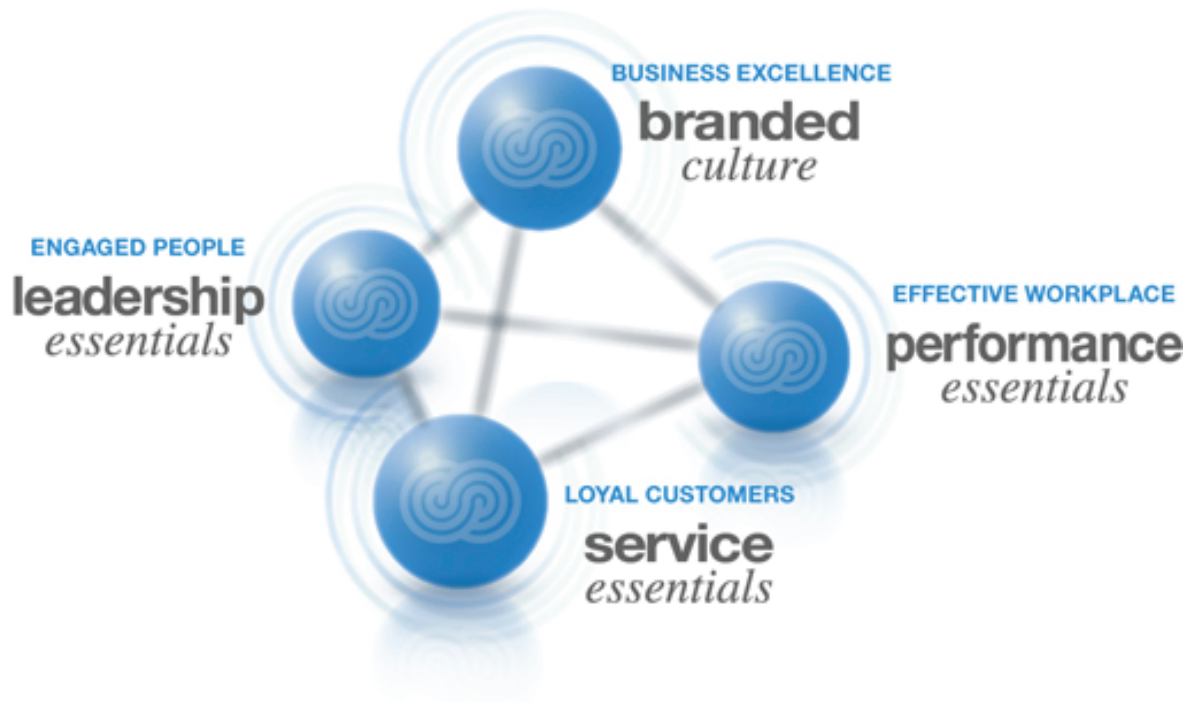 BUSINESS EXCELLENCE
branded
culture
ENGAGED PEOPLE
leadership
essentials
EFFECTIVE WORKPLACE
performance
essentials
LOYAL CUSTOMERS
service
essentials